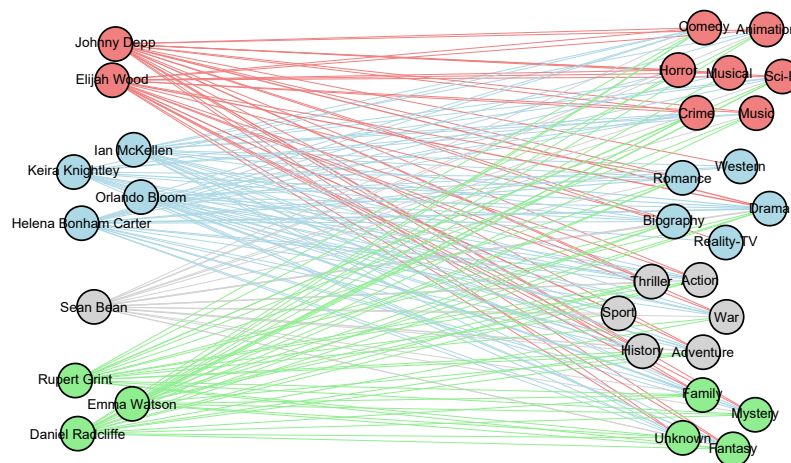 Johnny Depp
Elijah Wood
Ian McKellen
Keira Knightley
Orlando Bloom
Helena Bonham Carter
Sean Bean
Rupert Grint
Emma Watson
Daniel Radcliffe
Comedy
Animation
Horror
Musical
Sci-
Crime
Music
Western
Romance
Drama
Biography
Reality-TV
Thriller
Action
Sport
War
History
Adventure
Family
Mystery
Unknown
Fantasy